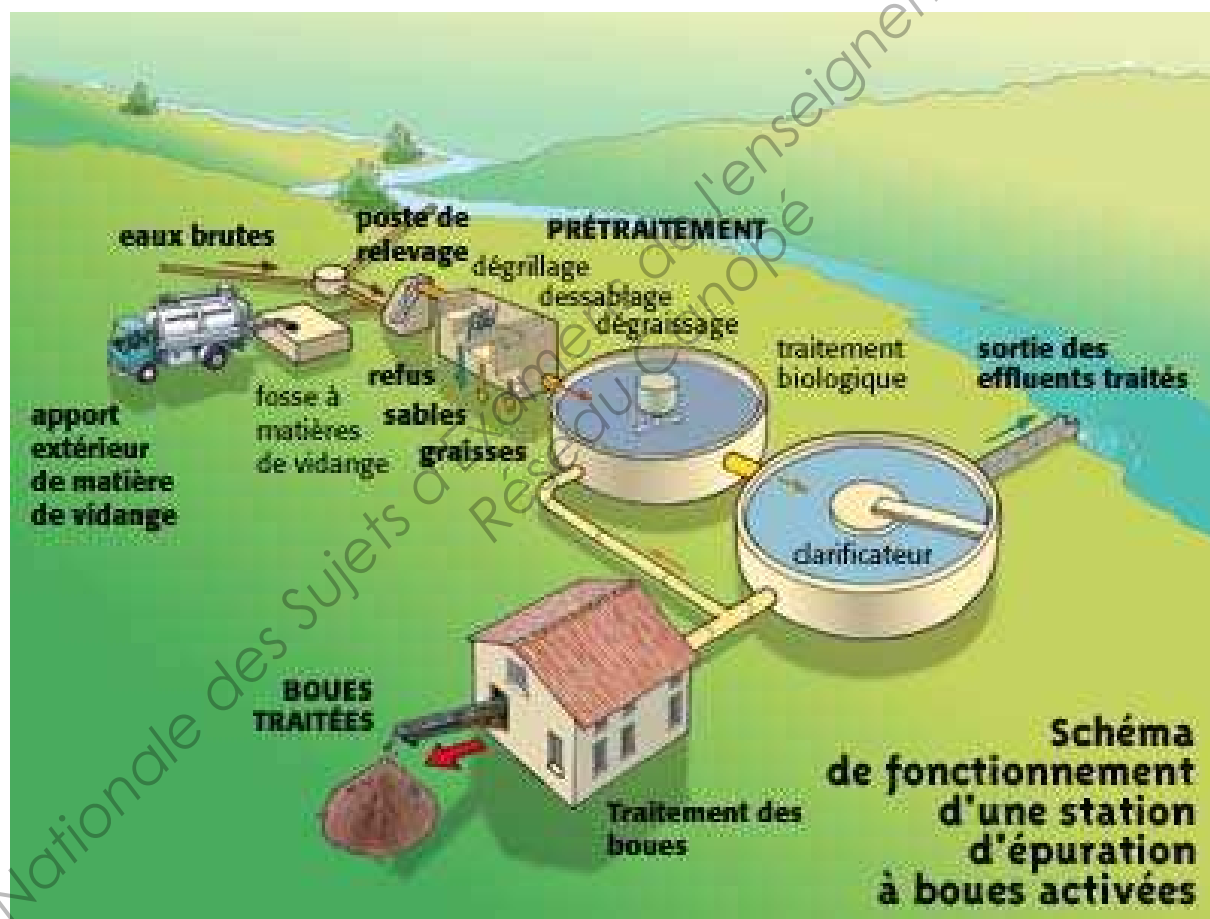 eaux brutes
poste de
relevage
PRÉTRAITEMENT
dégrillage
dessablage
dégraissage
traitement
biologique
sortie des
effluents traités
refus
sables
graisses
fosse à
matières
de vidange
apport
extérieur
de matière
de vidange
clarificateur
BOUES
TRAITÉES
Traitement des
boues
Schéma
de fonctionnement
d'une station
d'épuration
à boues activées
Nationale des Sujets d'Examens de l'enseignem
Réseau Canopé